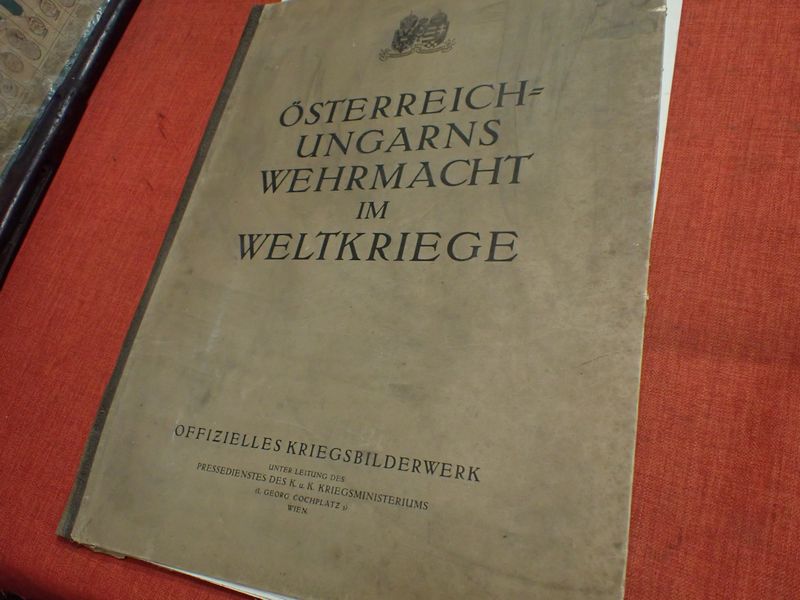 ÖSTERREICH=
UNGARNS
WEHRMACHT
IM
WELTKRIEGE
OFFIZIELLES KRIEGSBILDERWERK
UNTER LEITUNG DES
PRESSEDIENSTES DES K. u. K. KRIEGSMINISTERIUMS
(I. GEORG COCHPLATZ 3)
WIEN.